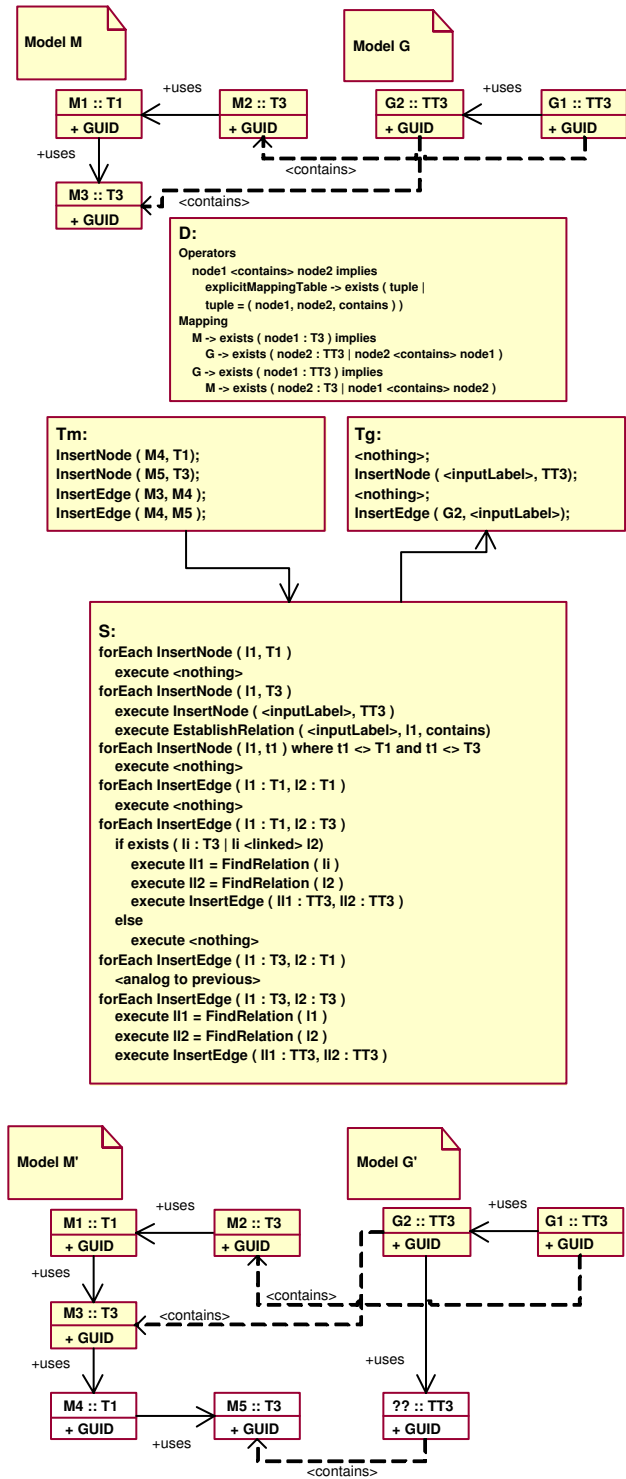 Model M
Model G
+uses
+uses
M1 :: T1
M2 :: T3
G2 :: TT3
G1 :: TT3
+ GUID
+ GUID
+ GUID
+ GUID
+uses
<contains>
M3 :: T3
<contains>
+ GUID
D:
Operators
node1 <contains> node2 implies
explicitMappingTable -> exists ( tuple |
tuple = ( node1, node2, contains ) )
Mapping
M -> exists ( node1 : T3 ) implies
G -> exists ( node2 : TT3 | node2 <contains> node1 )
G -> exists ( node1 : TT3 ) implies
M -> exists ( node2 : T3 | node1 <contains> node2 )
Tm:
InsertNode ( M4, T1);
InsertNode ( M5, T3);
InsertEdge ( M3, M4 );
InsertEdge ( M4, M5 );
Tg:
<nothing>;
InsertNode ( <inputLabel>, TT3);
<nothing>;
InsertEdge ( G2, <inputLabel>);
S:
forEach InsertNode ( l1, T1 )
execute <nothing>
forEach InsertNode ( l1, T3 )
execute InsertNode ( <inputLabel>, TT3 )
execute EstablishRelation ( <inputLabel>, l1, contains)
forEach InsertNode ( l1, t1 ) where t1 <> T1 and t1 <> T3
execute <nothing>
forEach InsertEdge ( l1 : T1, l2 : T1 )
execute <nothing>
forEach InsertEdge ( l1 : T1, l2 : T3 )
if exists ( li : T3 | li <linked> l2)
execute ll1 = FindRelation ( li )
execute ll2 = FindRelation ( l2 )
execute InsertEdge ( ll1 : TT3, ll2 : TT3 )
else
execute <nothing>
forEach InsertEdge ( l1 : T3, l2 : T1 )
<analog to previous>
forEach InsertEdge ( l1 : T3, l2 : T3 )
execute ll1 = FindRelation ( l1 )
execute ll2 = FindRelation ( l2 )
execute InsertEdge ( ll1 : TT3, ll2 : TT3 )
Model M'
Model G'
+uses
+uses
M1 :: T1
M2 :: T3
G2 :: TT3
G1 :: TT3
+ GUID
+ GUID
+ GUID
+ GUID
+uses
<contains>
M3 :: T3
<contains>
+ GUID
+uses
+uses
M4 :: T1
M5 :: T3
?? :: TT3
+ GUID
+ GUID
+ GUID
+uses
<contains>